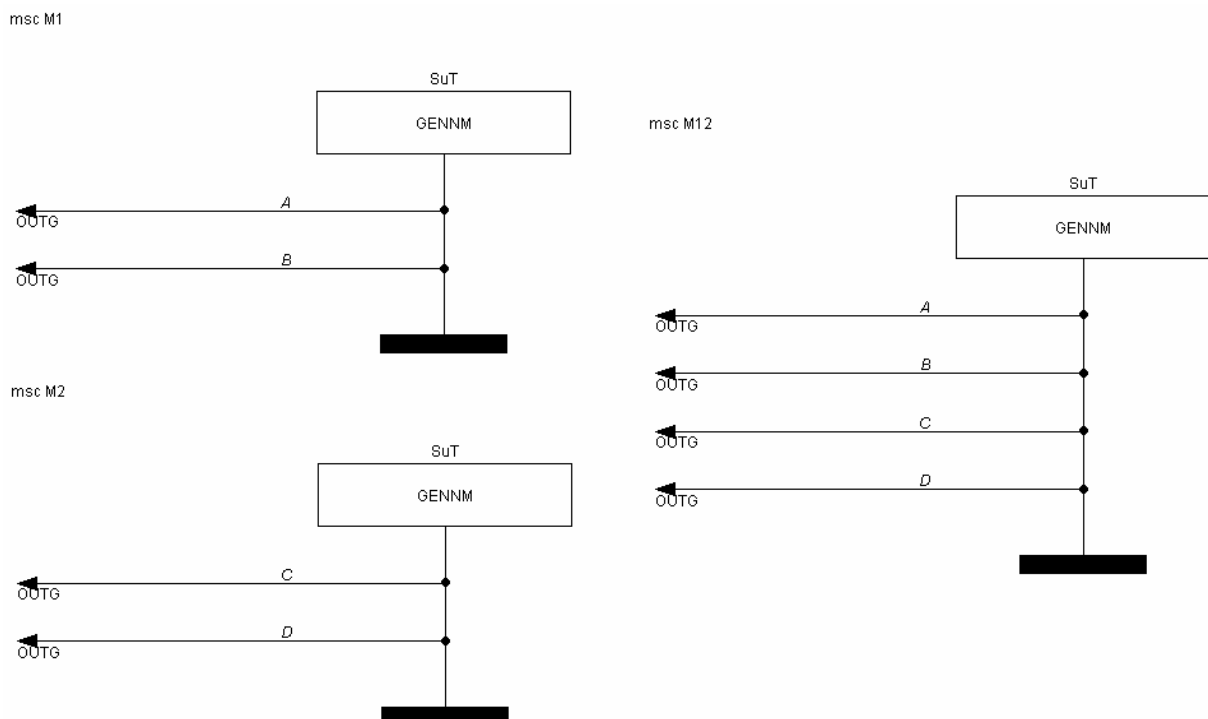 msc M1
SuT
GENNM
A
OUTG
B
OUTG
msc M2
SuT
GENNM
C
OUTG
D
OUTG
msc M12
SuT
GENNM
A
OUTG
B
OUTG
C
OUTG
D
OUTG